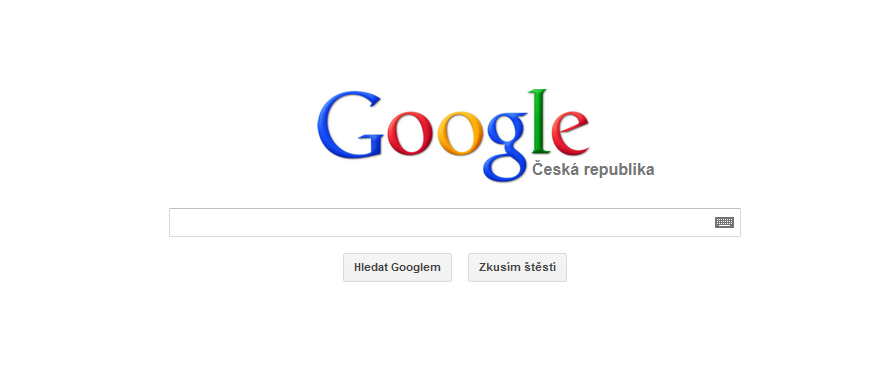 Google
Česká republika
Hledat Googlem
Zkusím štěstí